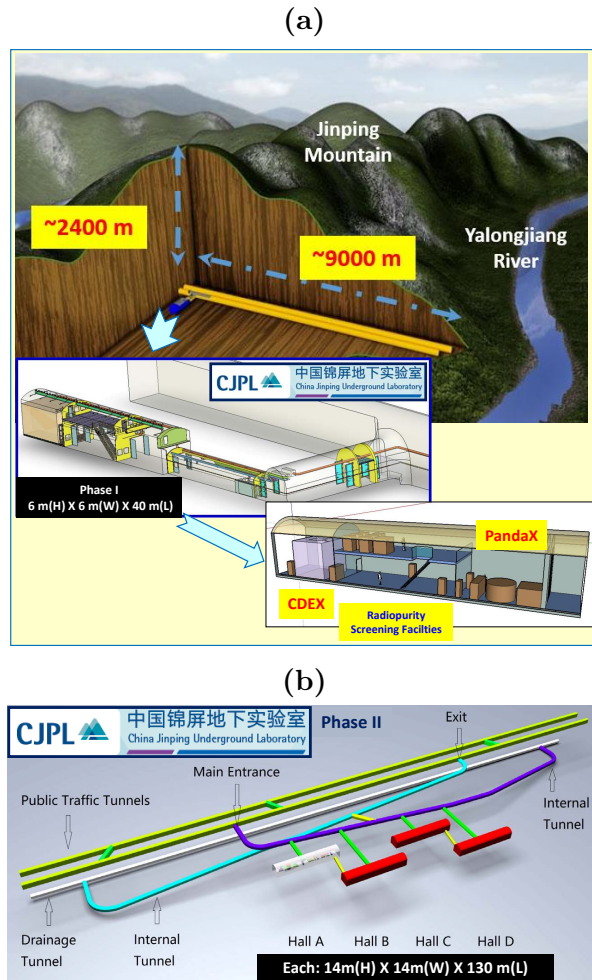 (a)
Jinping
Mountain
~2400 m
~9000 m
Yalongjiang
River
CJPL
中国锦屏地下实验室
China Jinping Underground Laboratory
Phase I
6 m(H) X 6 m(W) X 40 m(L)
PandaX
CDEX
Radiopurity
Screening Facilties
(b)
CJPL
中国锦屏地下实验室
China Jinping Underground Laboratory
Phase II
Exit
Main Entrance
Public Traffic Tunnels
Internal
Tunnel
Drainage
Tunnel
Internal
Tunnel
Hall A
Hall B
Hall C
Hall D
Each: 14m(H) X 14m(W) X 130 m(L)